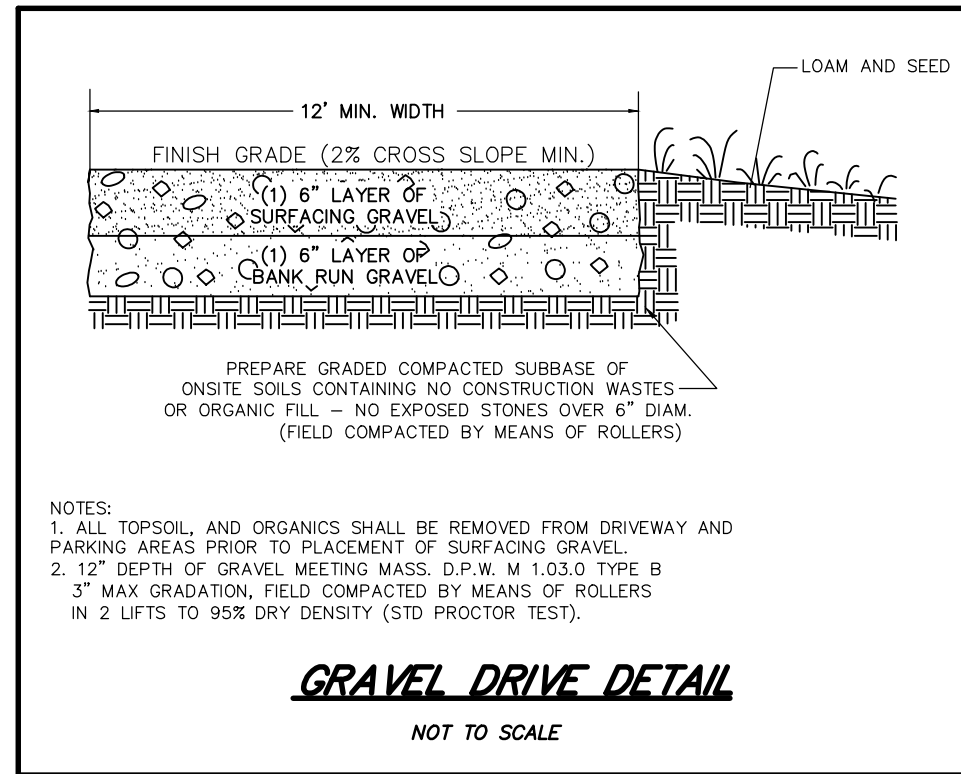 LOAM AND SEED
12' MIN. WIDTH
FINISH GRADE (2% CROSS SLOPE MIN.)
(1) 6" LAYER OF
SURFACING GRAVEL
(1) 6" LAYER OF
BANK RUN GRAVEL
PREPARE GRADED COMPACTED SUBBASE OF
ONSITE SOILS CONTAINING NO CONSTRUCTION WASTES
OR ORGANIC FILL – NO EXPOSED STONES OVER 6" DIAM.
(FIELD COMPACTED BY MEANS OF ROLLERS)
NOTES:
1. ALL TOPSOIL, AND ORGANICS SHALL BE REMOVED FROM DRIVEWAY AND
PARKING AREAS PRIOR TO PLACEMENT OF SURFACING GRAVEL.
2. 12" DEPTH OF GRAVEL MEETING MASS. D.P.W. M 1.03.0 TYPE B
3" MAX GRADATION, FIELD COMPACTED BY MEANS OF ROLLERS
IN 2 LIFTS TO 95% DRY DENSITY (STD PROCTOR TEST).
GRAVEL DRIVE DETAIL
NOT TO SCALE